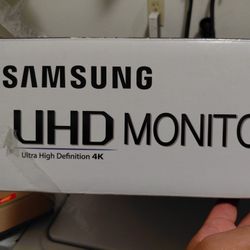 SAMSUNG
UHD MONITO
Ultra High Definition 4K